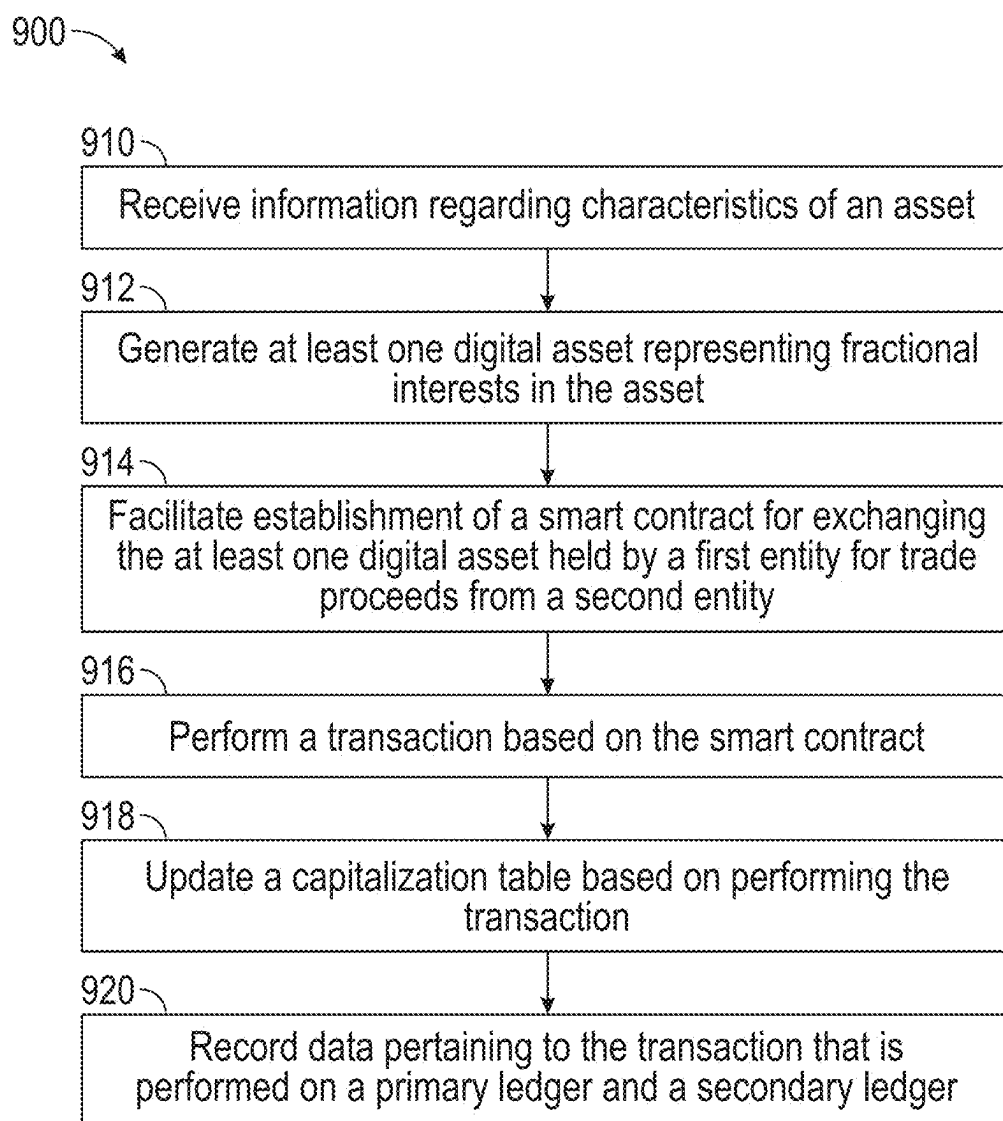 900
910
Receive information regarding characteristics of an asset
912
Generate at least one digital asset representing fractional
interests in the asset
914
Facilitate establishment of a smart contract for exchanging
the at least one digital asset held by a first entity for trade
proceeds from a second entity
916
Perform a transaction based on the smart contract
918
Update a capitalization table based on performing the
transaction
920
Record data pertaining to the transaction that is
performed on a primary ledger and a secondary ledger